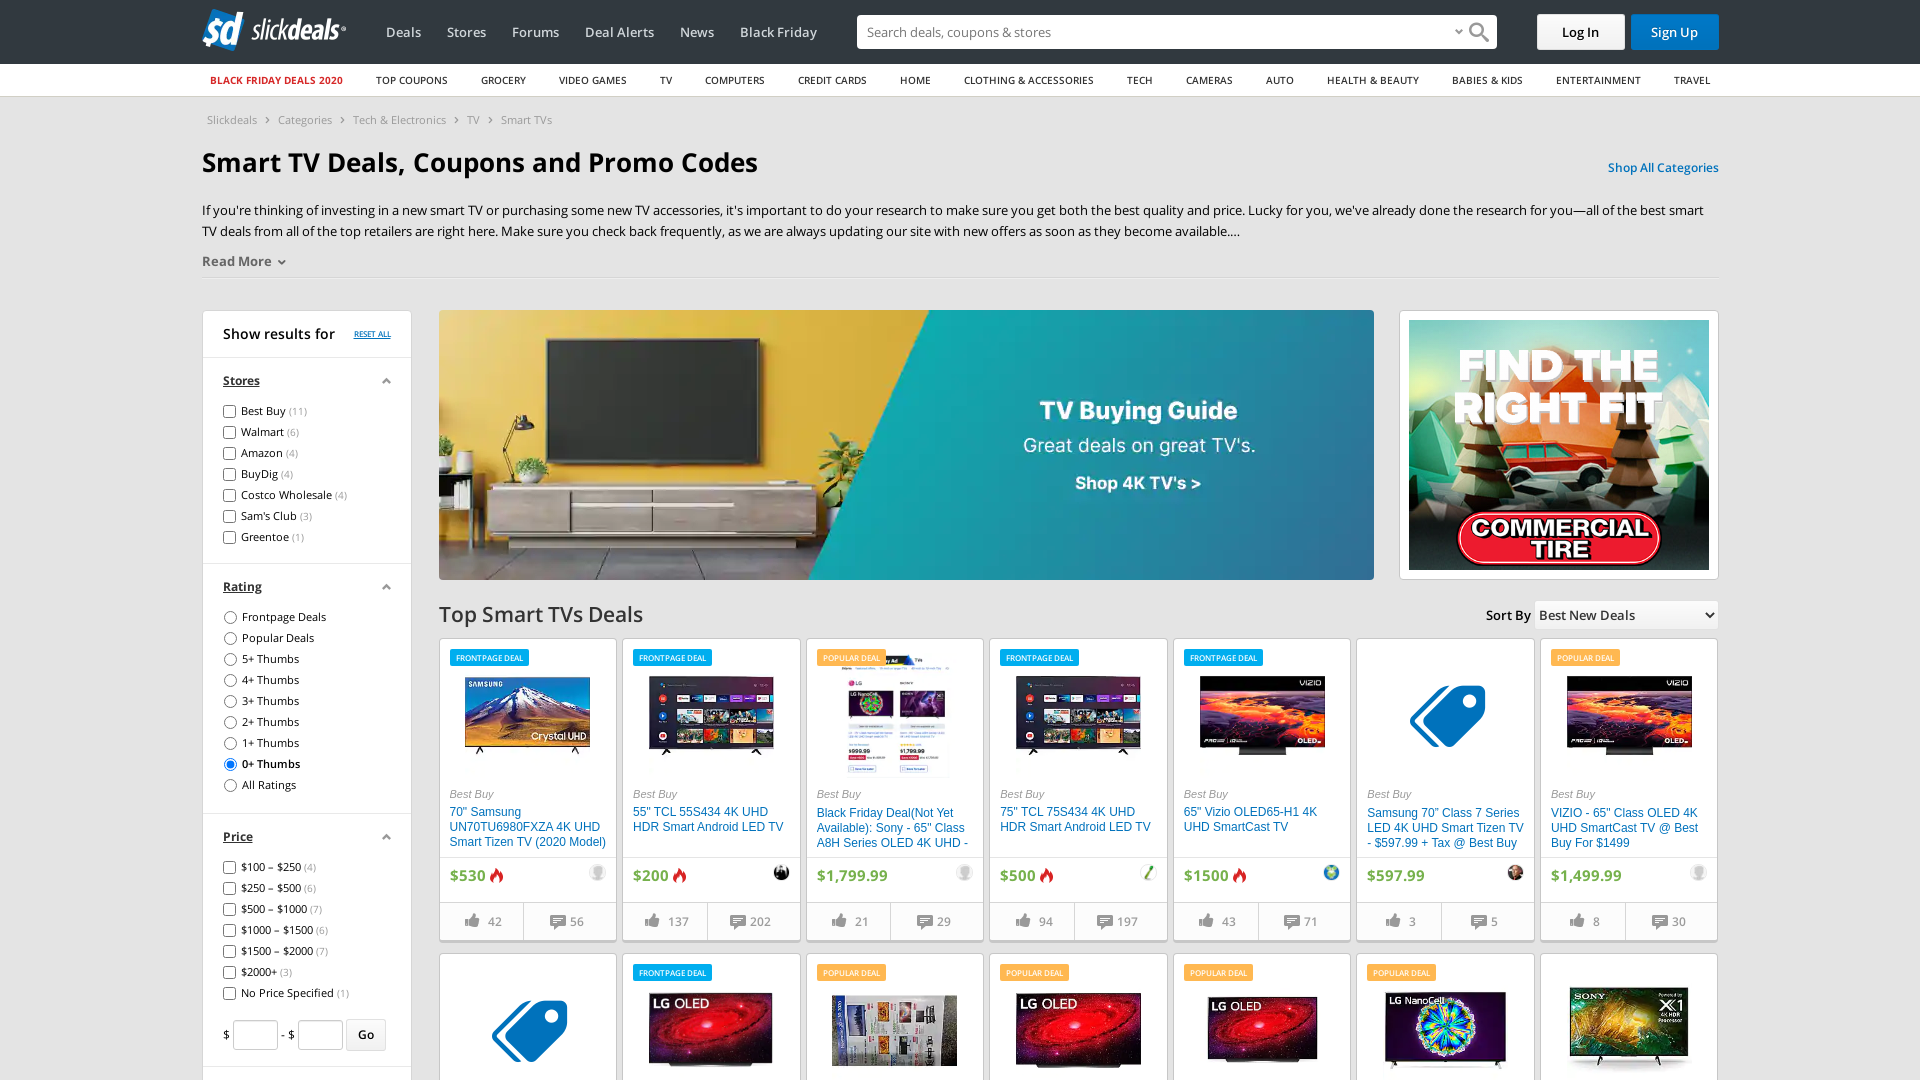 sd slickdeals
Deals
Stores
Forums
Deal Alerts
News
Black Friday
Search deals, coupons & stores
Log In
Sign Up
BLACK FRIDAY DEALS 2020
TOP COUPONS
GROCERY
VIDEO GAMES
TV
COMPUTERS
CREDIT CARDS
HOME
CLOTHING & ACCESSORIES
TECH
CAMERAS
AUTO
HEALTH & BEAUTY
BABIES & KIDS
ENTERTAINMENT
TRAVEL
Slickdeals > Categories > Tech & Electronics > TV > Smart TVs
Smart TV Deals, Coupons and Promo Codes
Shop All Categories
If you're thinking of investing in a new smart TV or purchasing some new TV accessories, it's important to do your research to make sure you get both the best quality and price. Lucky for you, we've already done the research for you—all of the best smart
TV deals from all of the top retailers are right here. Make sure you check back frequently, as we are always updating our site with new offers as soon as they become available....
Read More
Show results for
RESET ALL
Stores
Best Buy (11)
Walmart (6)
Amazon (4)
BuyDig (4)
Costco Wholesale (4)
Sam's Club (3)
Greentoe (1)
Rating
Frontpage Deals
Popular Deals
5+ Thumbs
4+ Thumbs
3+ Thumbs
2+ Thumbs
1+ Thumbs
0+ Thumbs
All Ratings
Price
$100 – $250 (4)
$250 – $500 (6)
$500 – $1000 (7)
$1000 – $1500 (6)
$1500 – $2000 (7)
$2000+ (3)
No Price Specified (1)
$ - $ Go
TV Buying Guide
Great deals on great TV's.
Shop 4K TV's >
FIND THE
RIGHT FIT
COMMERCIAL
TIRE
Top Smart TVs Deals
Sort By Best New Deals
FRONTPAGE DEAL
SAMSUNG
Crystal UHD
Best Buy
70" Samsung
UN70TU6980FXZA 4K UHD
Smart Tizen TV (2020 Model)
$530
42
56
FRONTPAGE DEAL
Best Buy
55" TCL 55S434 4K UHD
HDR Smart Android LED TV
$200
137
202
POPULAR DEAL
LG
$999.99
$1,799.99
Best Buy
Black Friday Deal(Not Yet
Available): Sony - 65" Class
A8H Series OLED 4K UHD -
$1,799.99
21
29
FRONTPAGE DEAL
Best Buy
75" TCL 75S434 4K UHD
HDR Smart Android LED TV
$500
94
197
FRONTPAGE DEAL
VIZIO
OLED
Best Buy
65" Vizio OLED65-H1 4K
UHD SmartCast TV
$1500
43
71
Best Buy
Samsung 70" Class 7 Series
LED 4K UHD Smart Tizen TV
- $597.99 + Tax @ Best Buy
$597.99
3
5
POPULAR DEAL
VIZIO
OLED
Best Buy
VIZIO - 65" Class OLED 4K
UHD SmartCast TV @ Best
Buy For $1499
$1,499.99
8
30
FRONTPAGE DEAL
LG OLED
POPULAR DEAL
POPULAR DEAL
LG OLED
POPULAR DEAL
LG OLED
POPULAR DEAL
LG NanoCell
SONY
Powered by
X1
4K HDR
Processor